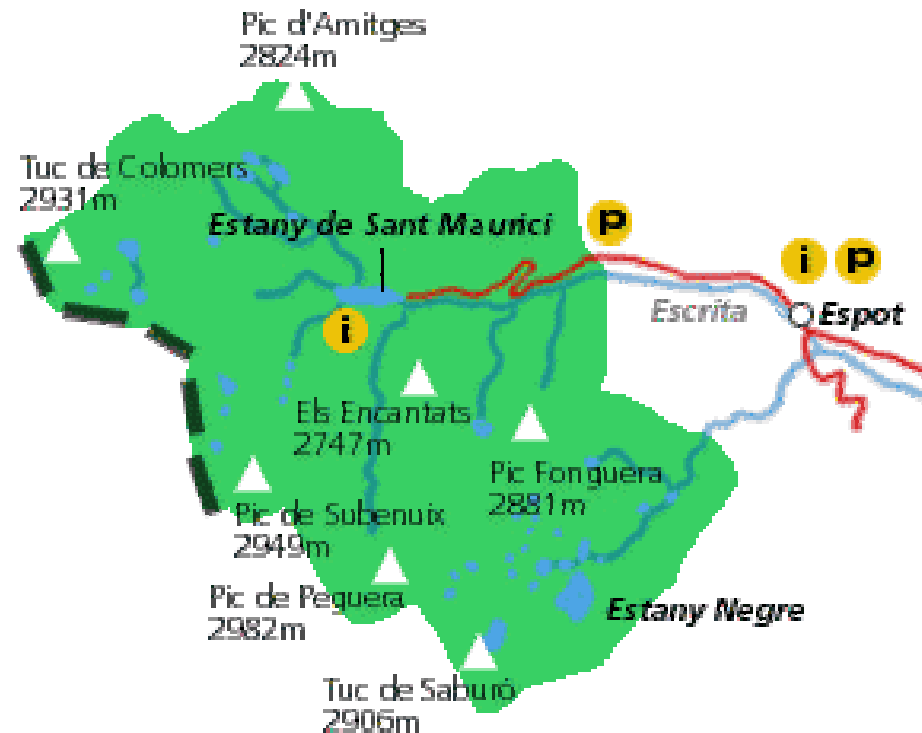 Pic d'Amitges
2824m
Tuc de Colomers
2931m
Estany de Sant Maurici
P
i P
Escrita
Espot
i
Els Encantats
2747m
Pic Fonguera
2881m
Pic de Subenuix
2949m
Pic de Peguera
2982m
Estany Negre
Tuc de Saburó
2906m